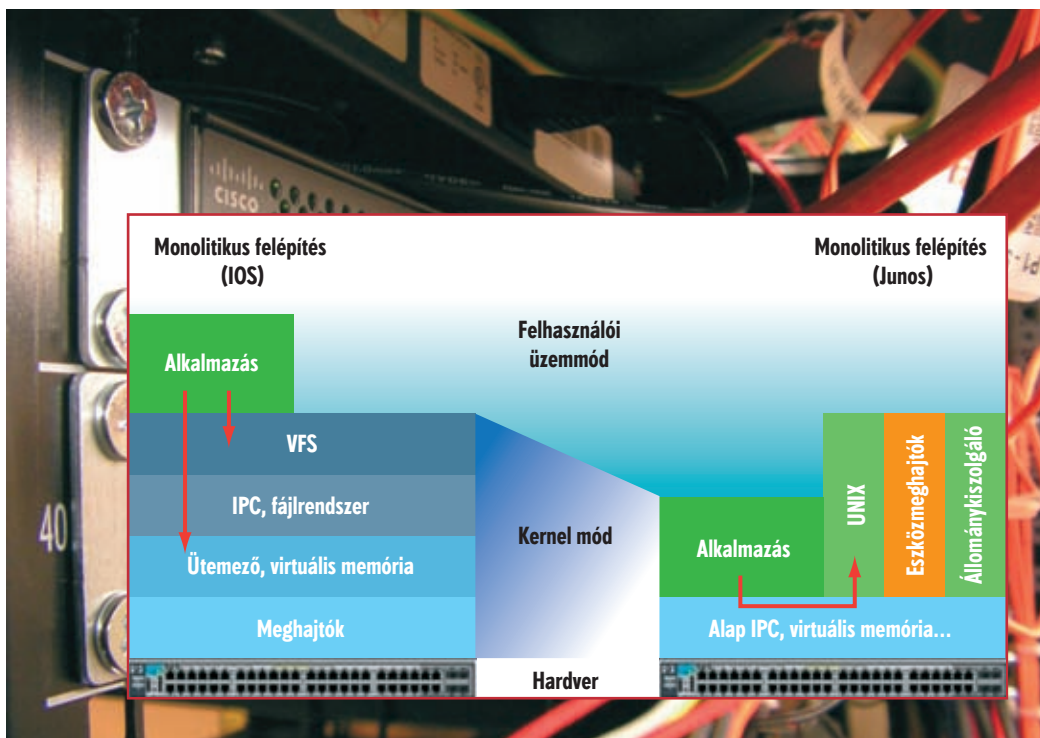 CISCO
Monolitikus felépítés
(IOS)
Monolitikus felépítés
(Junos)
Felhasználói
üzemmód
Alkalmazás
VFS
IPC, fájlrendszer
Ütemező, virtuális memória
Meghajtók
Kernel mód
Hardver
Alkalmazás
UNIX
Eszközmeghajtók
Állománykiszolgáló
Alap IPC, virtuális memória...
40